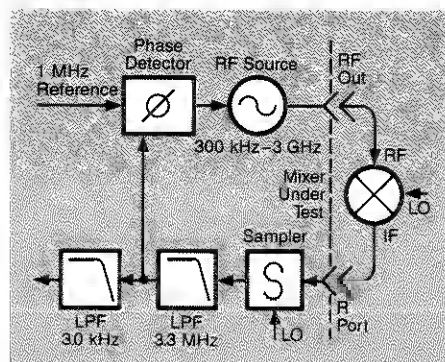 Phase
Detector
RF Source
RF
Out
1 MHz
Reference
300 kHz–3 GHz
RF
Mixer
Under
Test
LO
IF
Sampler
S
R
Port
LO
LPF
3.0 kHz
LPF
3.3 MHz